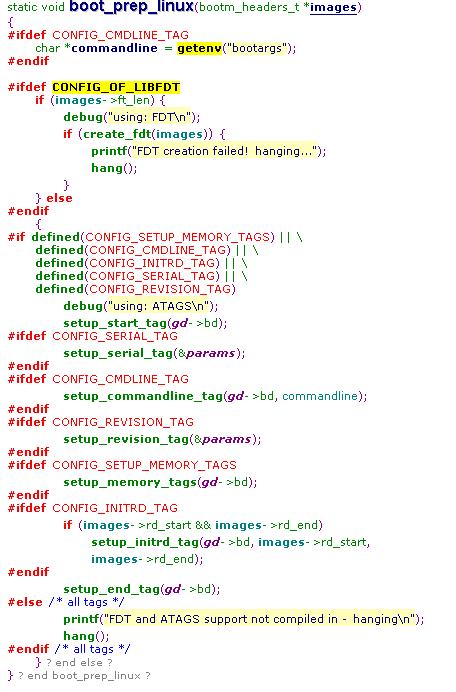 static void boot_prep_linux(bootm_headers_t *images)
{
#ifdef CONFIG_CMDLINE_TAG
char *commandline = getenv("bootargs");
#endif
#ifdef CONFIG_OF_LIBFDT
if (images->ft_len) {
debug("using: FDT\n");
if (create_fdt(images)) {
printf("FDT creation failed! hanging...");
hang();
}
} else
#endif
{
#if defined(CONFIG_SETUP_MEMORY_TAGS) || \
defined(CONFIG_CMDLINE_TAG) || \
defined(CONFIG_INITRD_TAG) || \
defined(CONFIG_SERIAL_TAG) || \
defined(CONFIG_REVISION_TAG)
debug("using: ATAGS\n");
setup_start_tag(gd->bd);
#ifdef CONFIG_SERIAL_TAG
setup_serial_tag(&params);
#endif
#ifdef CONFIG_CMDLINE_TAG
setup_commandline_tag(gd->bd, commandline);
#endif
#ifdef CONFIG_REVISION_TAG
setup_revision_tag(&params);
#endif
#ifdef CONFIG_SETUP_MEMORY_TAGS
setup_memory_tags(gd->bd);
#endif
#ifdef CONFIG_INITRD_TAG
if (images->rd_start && images->rd_end)
setup_initrd_tag(gd->bd, images->rd_start,
images->rd_end);
#endif
setup_end_tag(gd->bd);
#else /* all tags */
printf("FDT and ATAGS support not compiled in - hanging\n");
hang();
#endif /* all tags */
} ? end else ?
} ? end boot_prep_linux ?